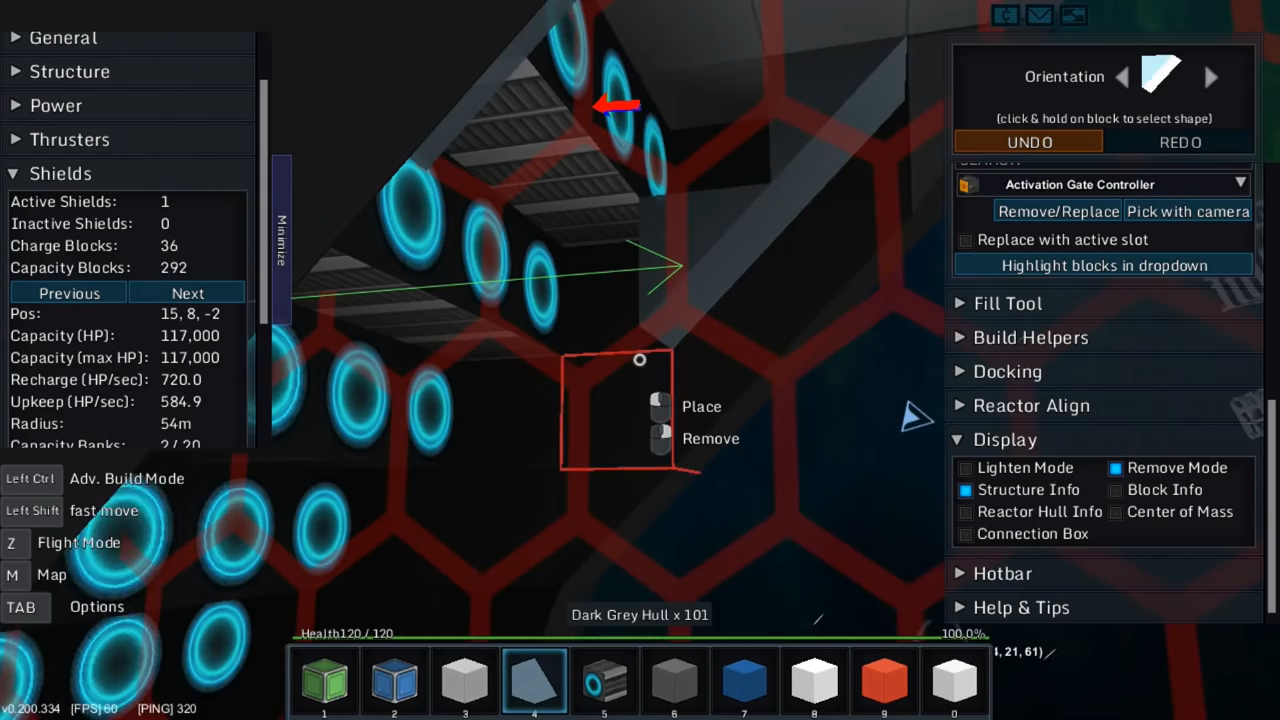 General
Structure
Power
Thrusters
Shields
Active Shields: 1
Inactive Shields: 0
Charge Blocks: 36
Capacity Blocks: 292
Previous Next
Pos: 15, 8, -2
Capacity (HP): 117,000
Capacity (max HP): 117,000
Recharge (HP/sec): 720.0
Upkeep (HP/sec): 584.9
Radius: 54m
Capacity Banks: 2/20
Minimize
Left Ctrl Adv. Build Mode
Left Shift fast move
Z Flight Mode
M Map
TAB Options
v0.200.334 [FPS] 60 [PING] 320
Place
Remove
Dark Grey Hull x 101
Health120 / 120 100.0%
1 2 3 4 5 6 7 8 9 0
Orientation
(click & hold on block to select shape)
UNDO REDO
SEARCH
Activation Gate Controller
Remove/Replace Pick with camera
Replace with active slot
Highlight blocks in dropdown
Fill Tool
Build Helpers
Docking
Reactor Align
Display
Lighten Mode Remove Mode
Structure Info Block Info
Reactor Hull Info Center of Mass
Connection Box
Hotbar
Help & Tips
4, 21, 61)